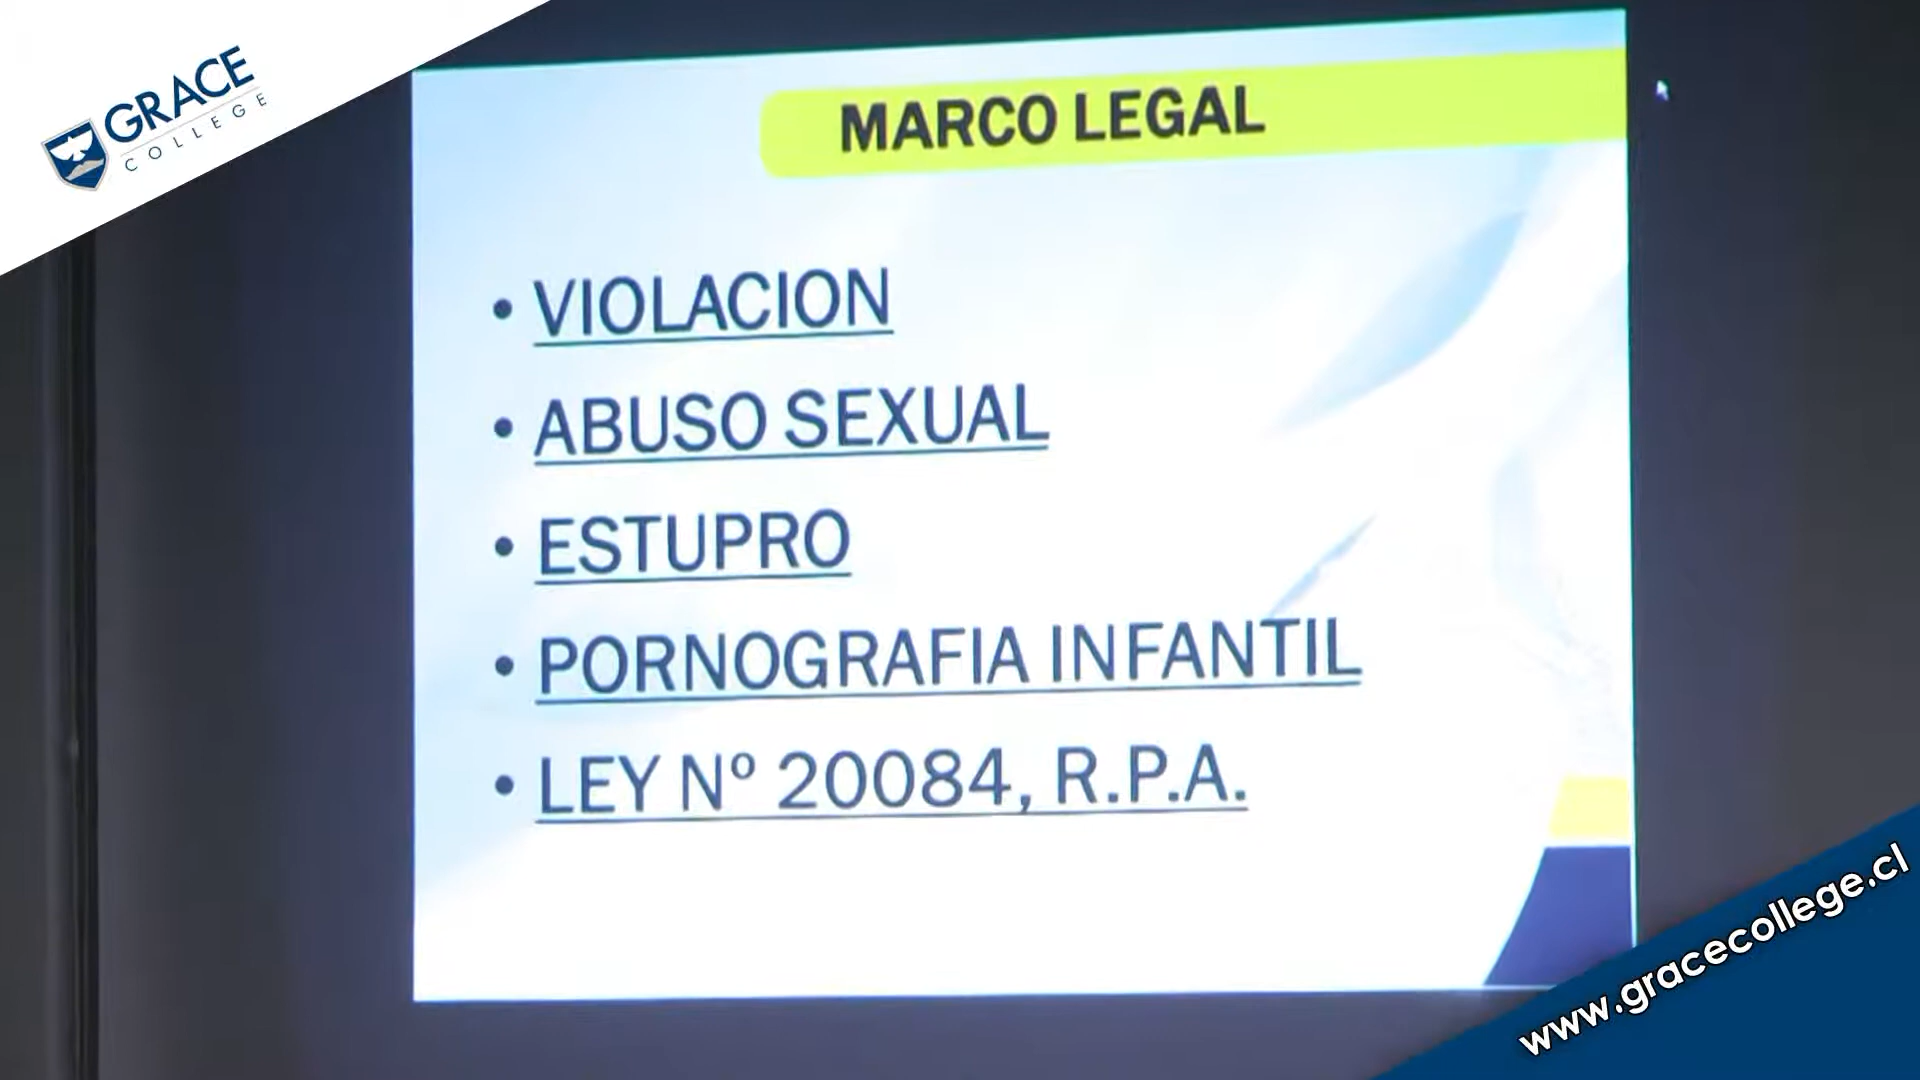 GRACE
COLLEGE
MARCO LEGAL
• VIOLACION
• ABUSO SEXUAL
• ESTUPRO
• PORNOGRAFIA INFANTIL
• LEY Nº 20084, R.P.A.
www.gracecollege.cl